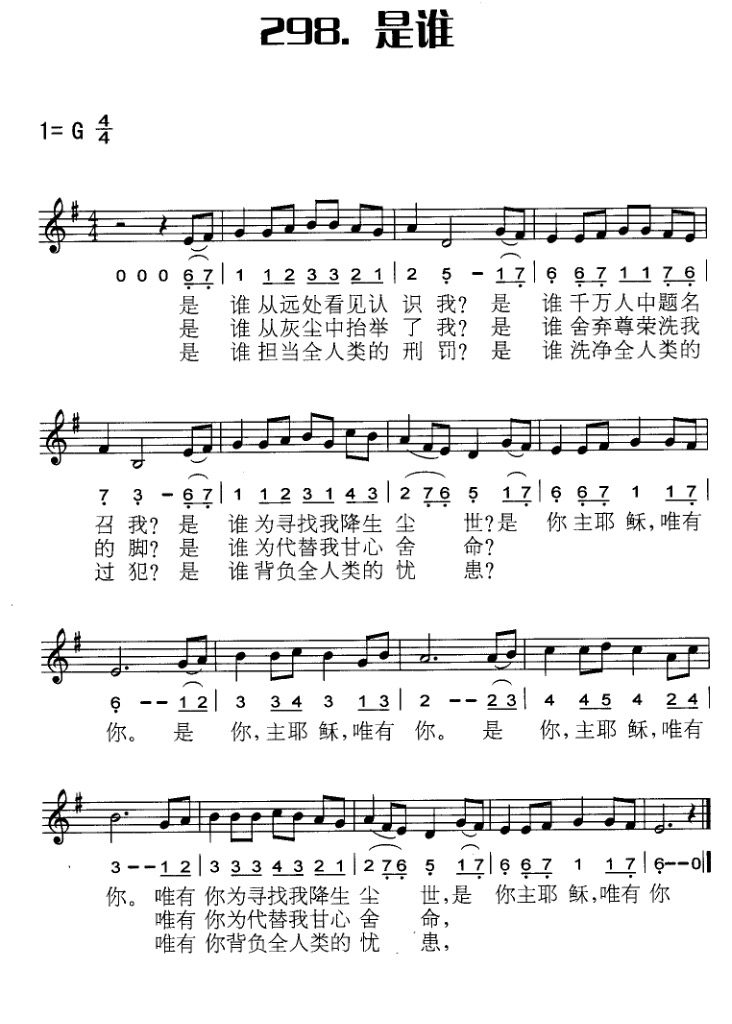 298. 是谁
1= G 4/4
0 0 0 6 7 | 1 1 2 3 3 2 1 | 2 5 - 1 7 | 6 6 7 1 1 7 6 |
是 谁从远处看见认 识 我? 是 谁千万人中题名
是 谁从灰尘中抬举 了 我? 是 谁舍弃尊荣洗我
是 谁担当全人类的 刑 罚? 是 谁洗净全人类的
7 3 - 6 7 | 1 1 2 3 1 4 3 | 2 7 6 5 1 7 | 6 6 7 1 1 7 |
召 我? 是 谁为寻找我降生 尘 世?是 你主耶 稣,唯有
的 脚? 是 谁为代替我甘心 舍 命?
过 犯? 是 谁背负全人类的 忧 患?
6 - - 1 2 | 3 3 4 3 1 3 | 2 - - 2 3 | 4 4 5 4 2 4 |
你。 是 你,主耶 稣,唯有 你。 是 你,主耶 稣,唯有
3 - - 1 2 | 3 3 3 4 3 2 1 | 2 7 6 5 1 7 | 6 6 7 1 1 7 | 6 - - 0 ‖
你。 唯有 你为寻找我降生 尘 世,是 你主耶 稣,唯有 你
唯有 你为代替我甘心 舍 命,
唯有 你背负全人类的 忧 患,